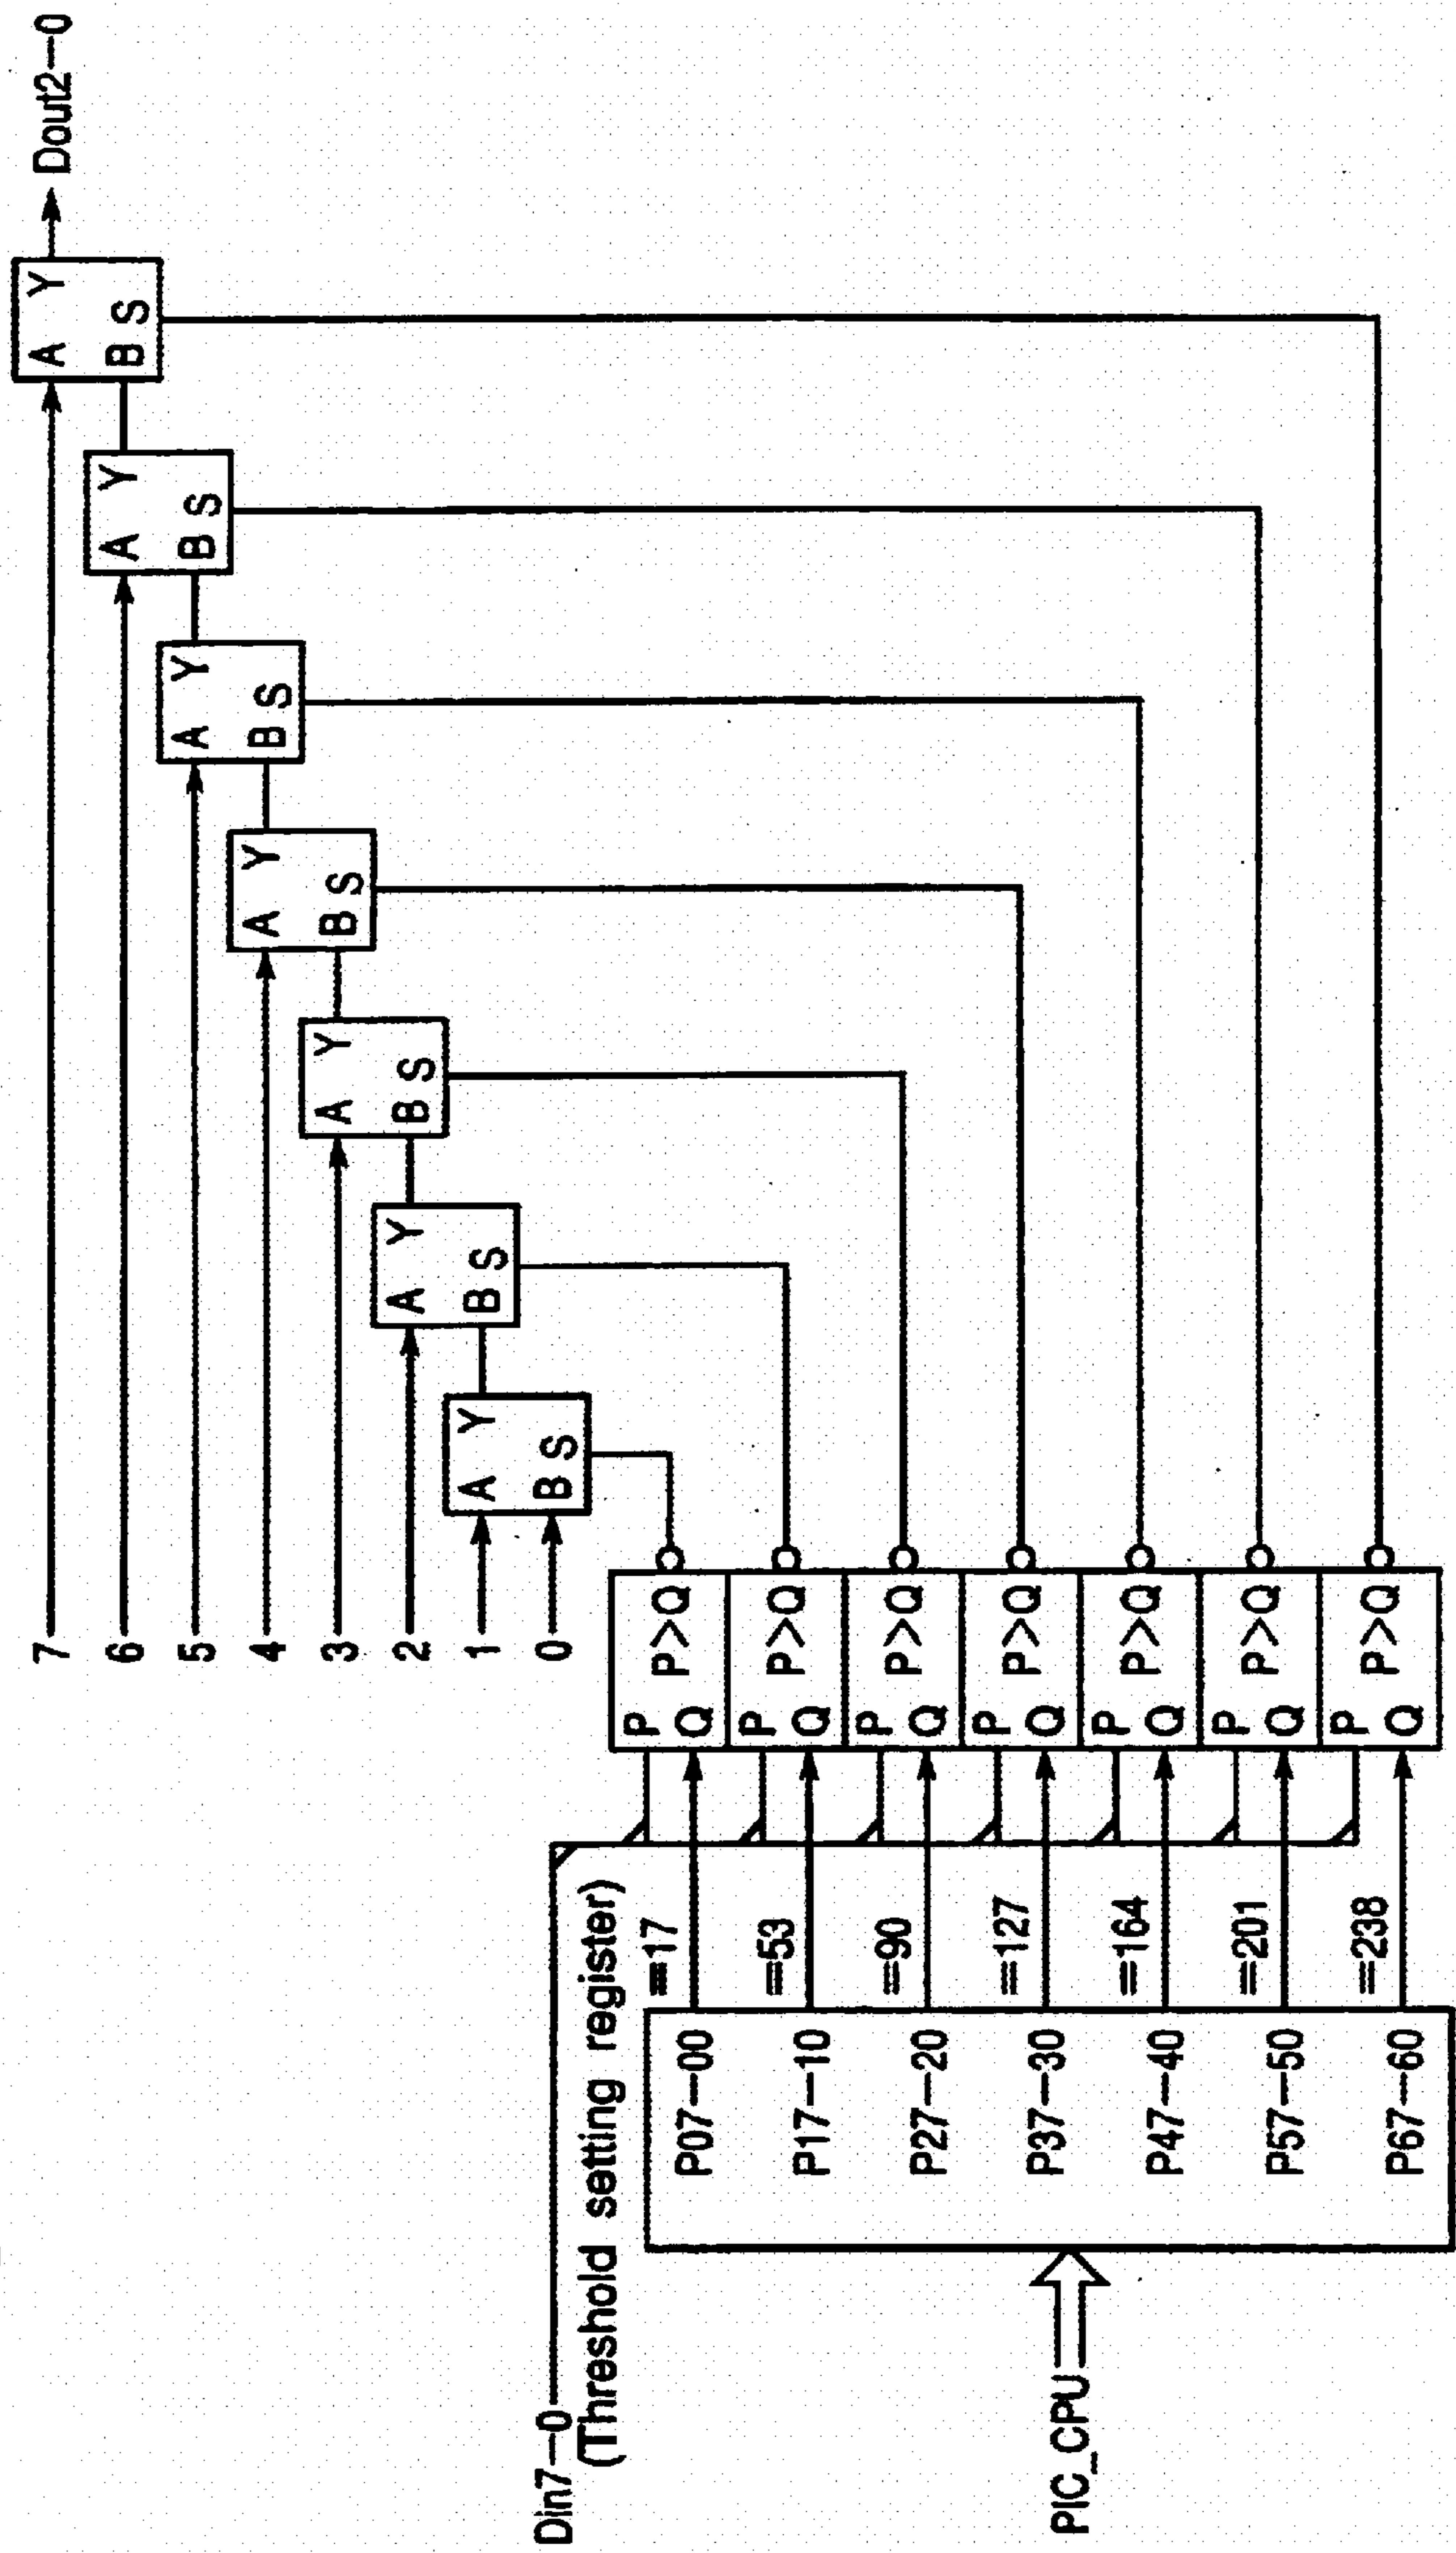 7
6
5
4
3
2
1
0
A Y
B S
A Y
B S
A Y
B S
A Y
B S
A Y
B S
A Y
B S
A Y
B S
Dout2—0
Din7—0
(Threshold setting register)
PIC_CPU
P07—00
P17—10
P27—20
P37—30
P47—40
P57—50
P67—60
=17
=53
=90
=127
=164
=201
=238
P
Q P>Q
P
Q P>Q
P
Q P>Q
P
Q P>Q
P
Q P>Q
P
Q P>Q
P
Q P>Q